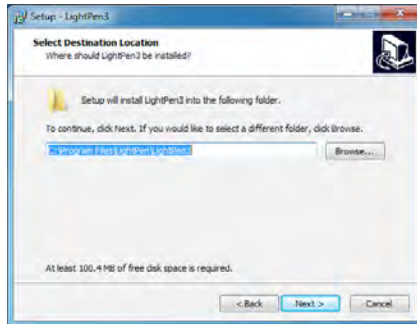 Setup - LightPen3
Select Destination Location
Where should LightPen3 be installed?
Setup will install LightPen3 into the following folder.
To continue, click Next. If you would like to select a different folder, click Browse.
C:\Program Files\LightPen\LightPen3
Browse...
At least 100.4 MB of free disk space is required.
< Back
Next >
Cancel